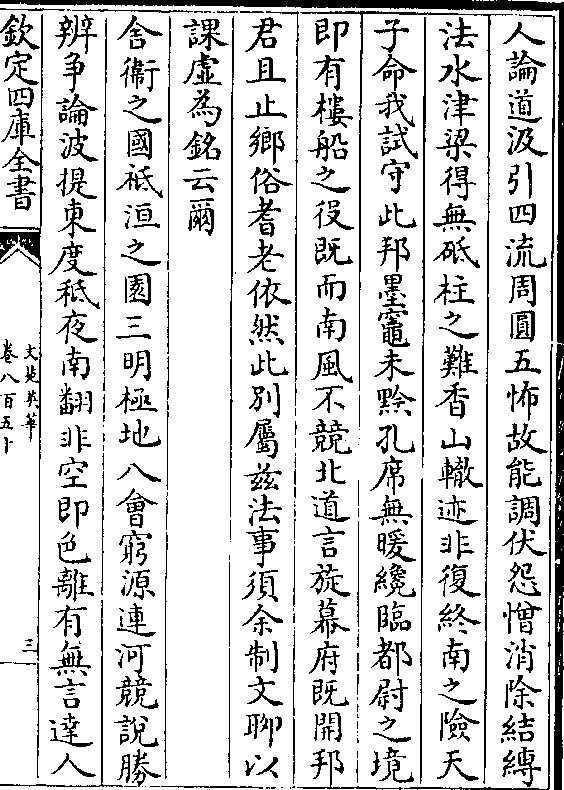 人論道汲引四流周圓五怖故能調伏怨憎消除結縛
法水津梁得無砥柱之難香山轍迹非復終南之險天
子命我試守此邦墨竈未黔孔席無暖纔臨都尉之境
即有樓船之役既而南風不競北道言旋幕府既開邦
君且止鄉俗耆老依然此別屬兹法事須余制文聊以
課虛為銘云爾
舍衞之國祇洹之園三明極地八會窮源連河競說勝
辨爭論波提東度秪夜南翻非空即色離有無言達人
欽定四庫全書
文苑英華
卷八百五十
三